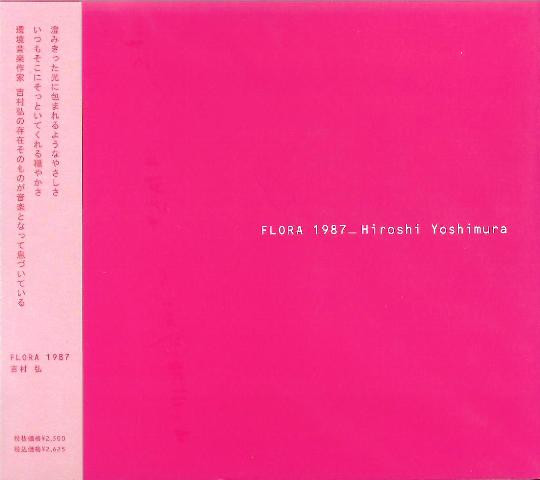 澄みきった光に包まれるようなやさしさ
いつもそこにそっといてくれる穏やかさ
環境音楽作家 吉村弘の存在そのものが音楽となって息づいている
FLORA 1987
吉村 弘
税抜価格¥2,500
税込価格¥2,625
FLORA 1987_Hiroshi Yoshimura